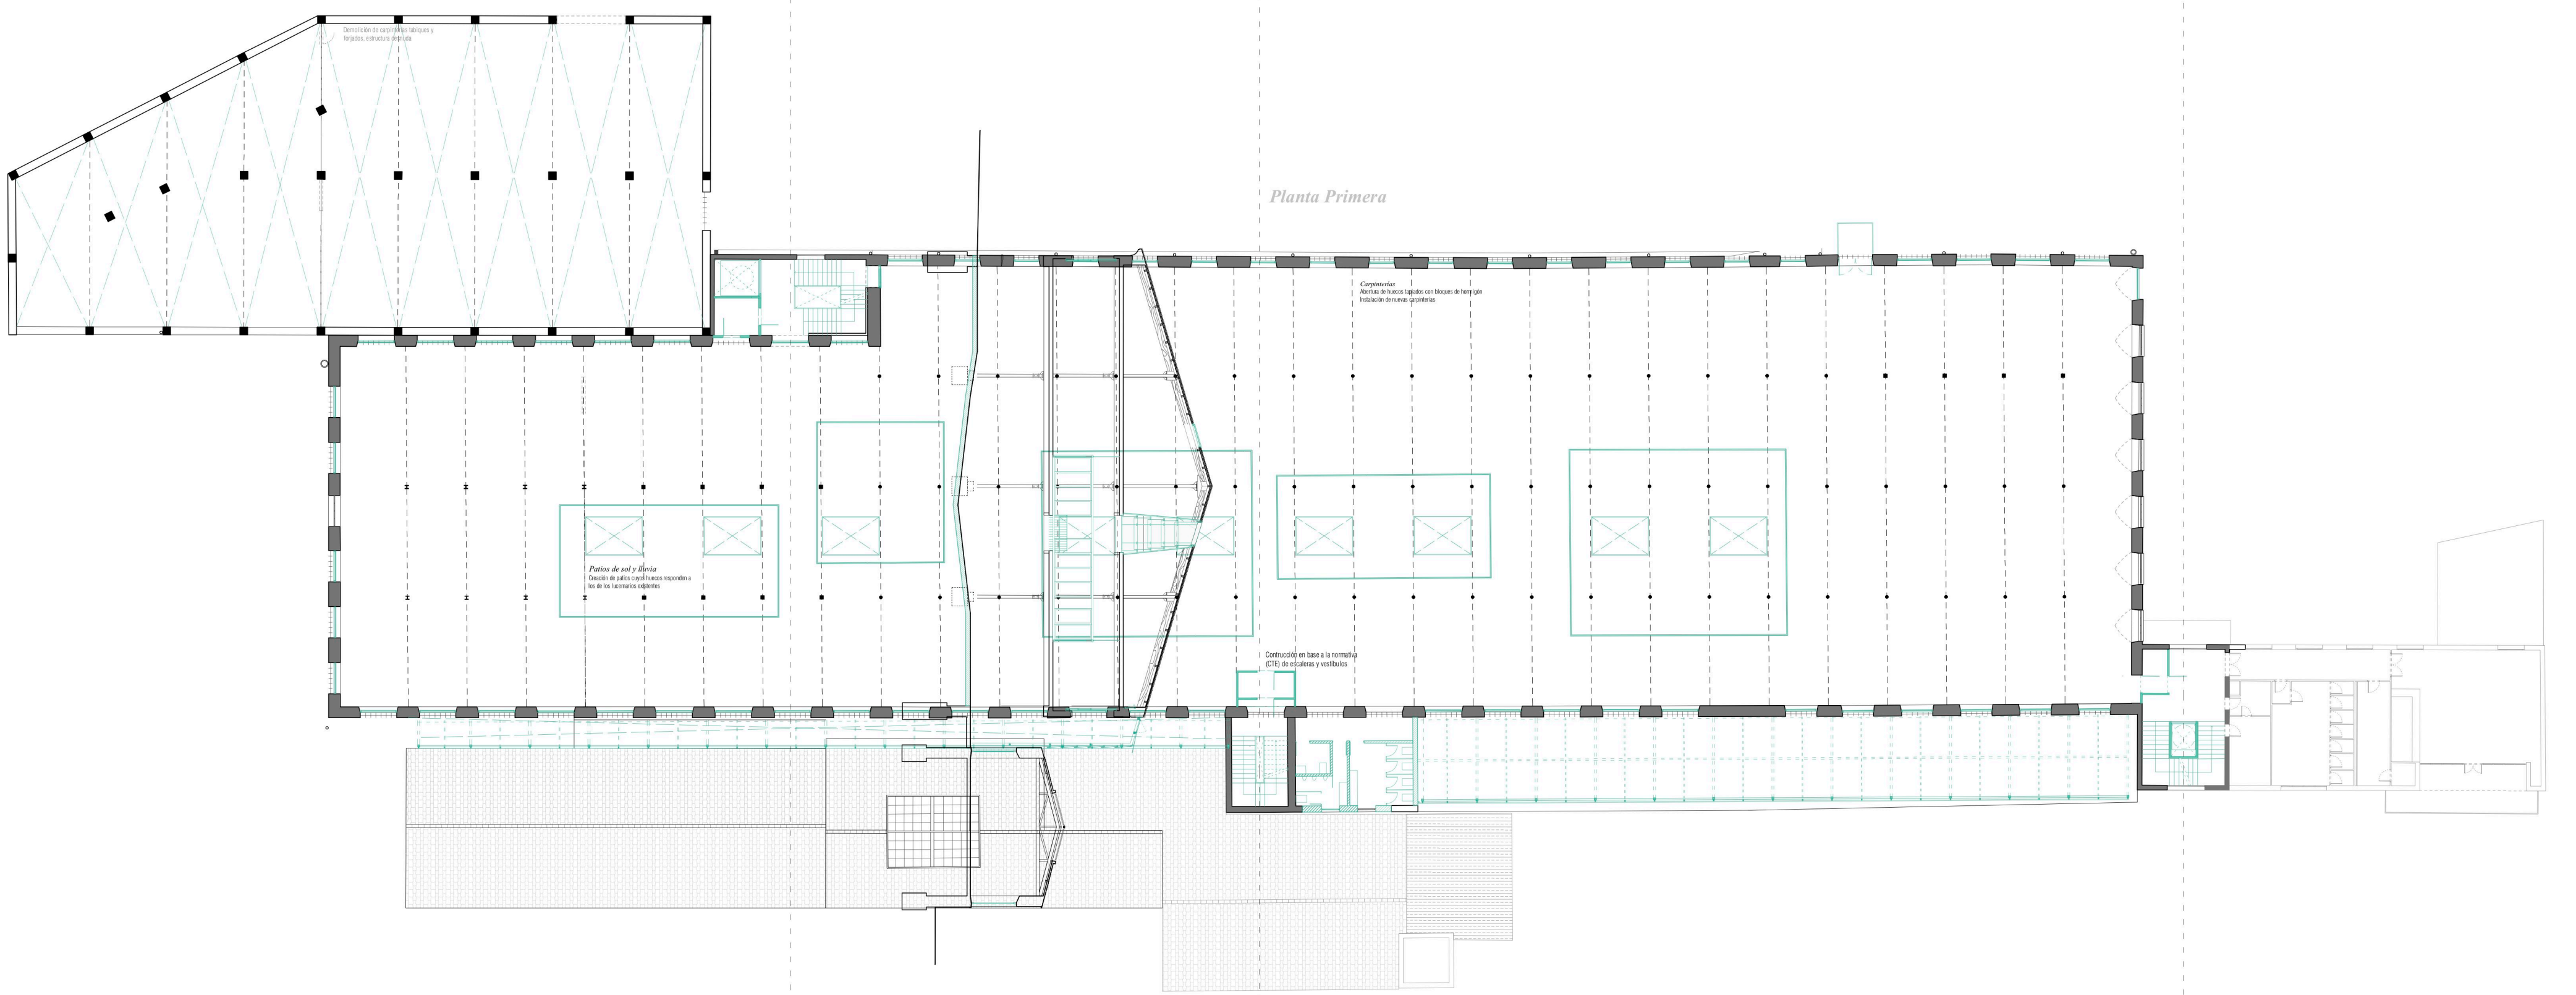 Demolición de carpinterías tabiques y
forjados, estructura desnuda
Planta Primera
Carpinterías
Abertura de huecos tapiados con bloques de hormigón
Instalación de nuevas carpinterías
Patios de sol y lluvia
Creación de patios cuyos huecos responden a
los de los lucernarios existentes
Contrucción en base a la normativa
(CTE) de escaleras y vestíbulos